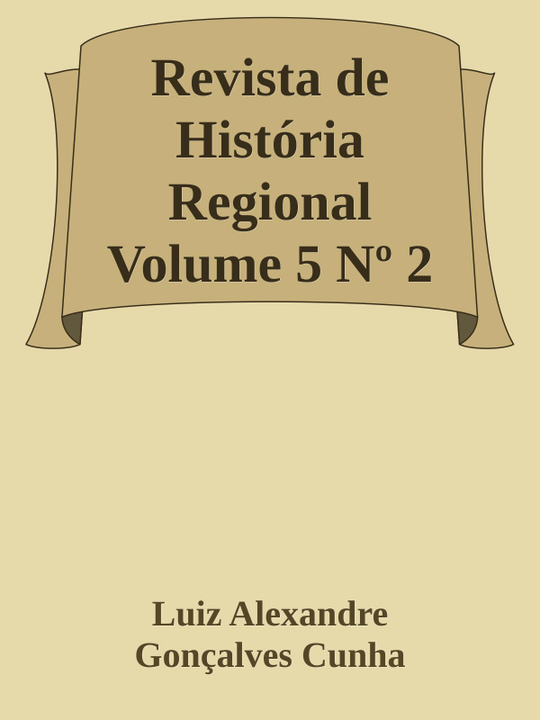 Revista de
História
Regional
Volume 5 Nº 2
Luiz Alexandre
Gonçalves Cunha